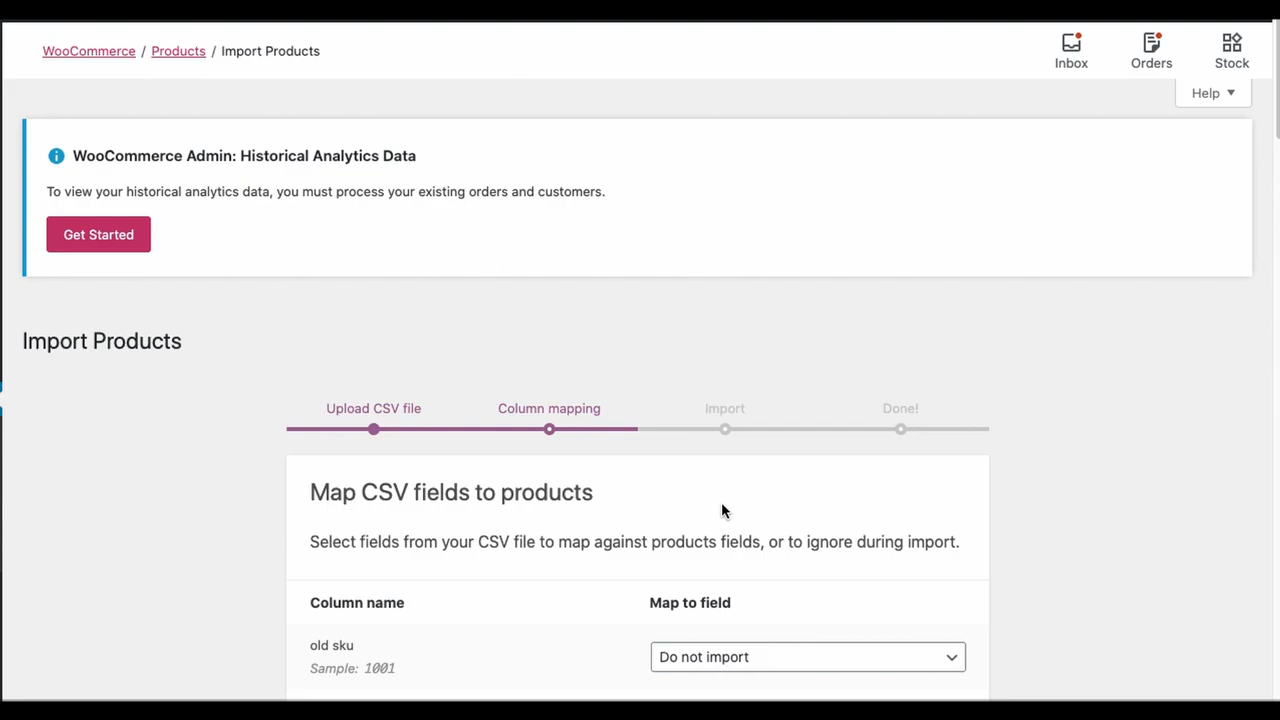 WooCommerce / Products / Import Products
Inbox
Orders
Stock
Help
WooCommerce Admin: Historical Analytics Data
To view your historical analytics data, you must process your existing orders and customers.
Get Started
Import Products
Upload CSV file
Column mapping
Import
Done!
Map CSV fields to products
Select fields from your CSV file to map against products fields, or to ignore during import.
Column name
Map to field
old sku
Do not import
Sample: 1001